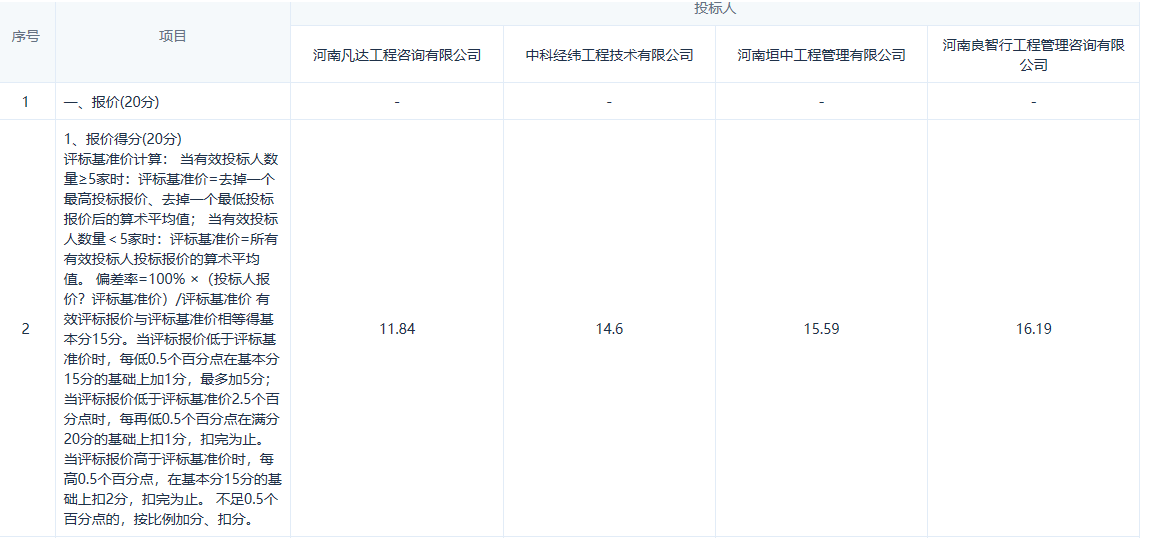 投标人
序号
项目
河南凡达工程咨询有限公司
中科经纬工程技术有限公司
河南垣中工程管理有限公司
河南良智行工程管理咨询有限
公司
1
一、报价(20分)
-
-
-
-
2
1、报价得分(20分)
评标基准价计算： 当有效投标人数
量≥5家时：评标基准价=去掉一个
最高投标报价、去掉一个最低投标
报价后的算术平均值； 当有效投标
人数量＜5家时：评标基准价=所有
有效投标人投标报价的算术平均
值。 偏差率=100% ×（投标人报
价？评标基准价）/评标基准价 有
效评标报价与评标基准价相等得基
本分15分。当评标报价低于评标基
准价时，每低0.5个百分点在基本分
15分的基础上加1分，最多加5分；
当评标报价低于评标基准价2.5个百
分点时，每再低0.5个百分点在满分
20分的基础上扣1分，扣完为止。
当评标报价高于评标基准价时，每
高0.5个百分点，在基本分15分的基
础上扣2分，扣完为止。 不足0.5个
百分点的，按比例加分、扣分。
11.84
14.6
15.59
16.19